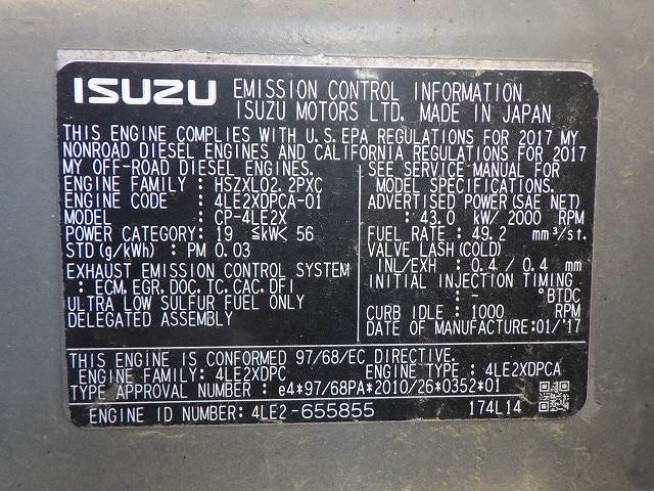 ISUZU EMISSION CONTROL INFORMATION
ISUZU MOTORS LTD. MADE IN JAPAN
THIS ENGINE COMPLIES WITH U.S.EPA REGULATIONS FOR 2017 MY
NONROAD DIESEL ENGINES AND CALIFORNIA REGULATIONS FOR 2017
MY OFF-ROAD DIESEL ENGINES.
ENGINE FAMILY : HSZXL02.2PXC
ENGINE CODE : 4LE2XDPCA-01
MODEL : CP-4LE2X
POWER CATEGORY: 19 ≦kW< 56
STD (g/kWh) : PM 0.03
EXHAUST EMISSION CONTROL SYSTEM
: ECM, EGR, DOC, TC, CAC, DFI
ULTRA LOW SULFUR FUEL ONLY
DELEGATED ASSEMBLY
SEE SERVICE MANUAL FOR
MODEL SPECIFICATIONS.
ADVERTISED POWER (SAE NET)
: 43.0 kW/ 2000 RPM
FUEL RATE : 49.2 mm³/st.
VALVE LASH (COLD)
INL/EXH : 0.4 / 0.4 mm
INITIAL INJECTION TIMING
: - °BTDC
CURB IDLE : 1000 RPM
DATE OF MANUFACTURE:01/'17
THIS ENGINE IS CONFORMED 97/68/EC DIRECTIVE.
ENGINE FAMILY: 4LE2XDPC ENGINE TYPE : 4LE2XDPCA
TYPE APPROVAL NUMBER : e4*97/68PA*2010/26*0352*01
ENGINE ID NUMBER: 4LE2-655855 174L14